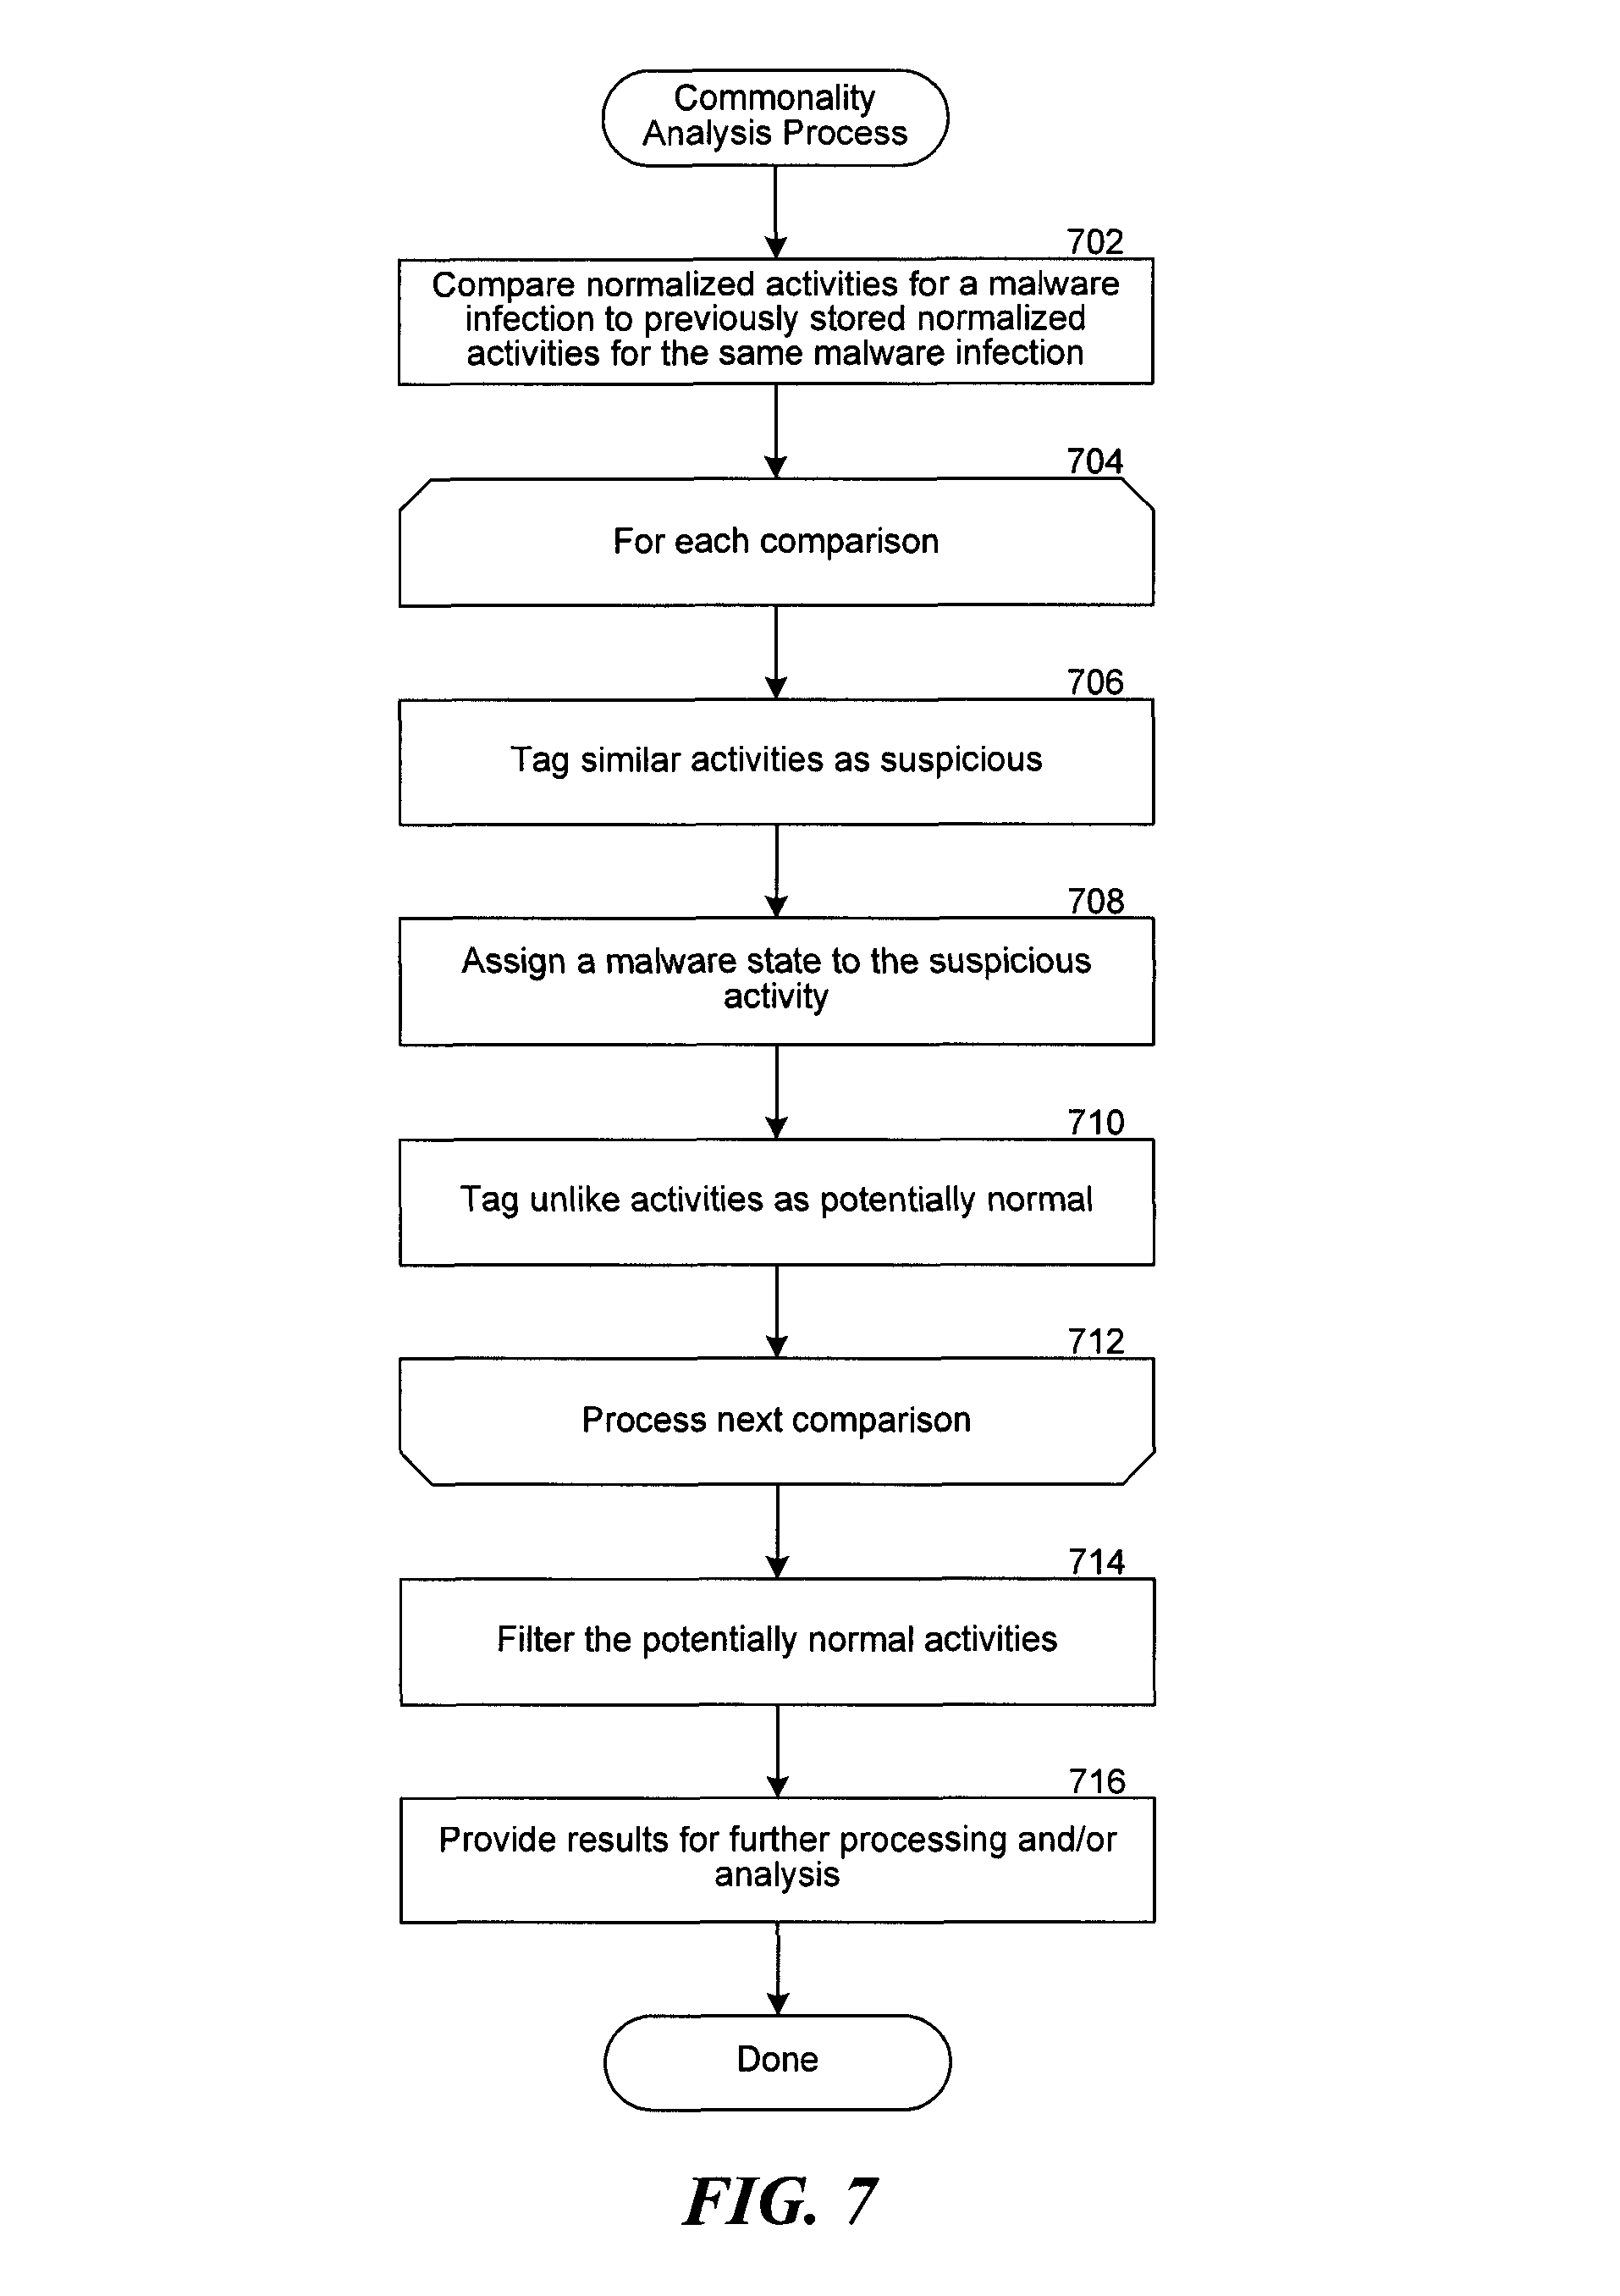 Commonality
Analysis Process
702
Compare normalized activities for a malware
infection to previously stored normalized
activities for the same malware infection
704
For each comparison
706
Tag similar activities as suspicious
708
Assign a malware state to the suspicious
activity
710
Tag unlike activities as potentially normal
712
Process next comparison
714
Filter the potentially normal activities
716
Provide results for further processing and/or
analysis
Done
FIG. 7